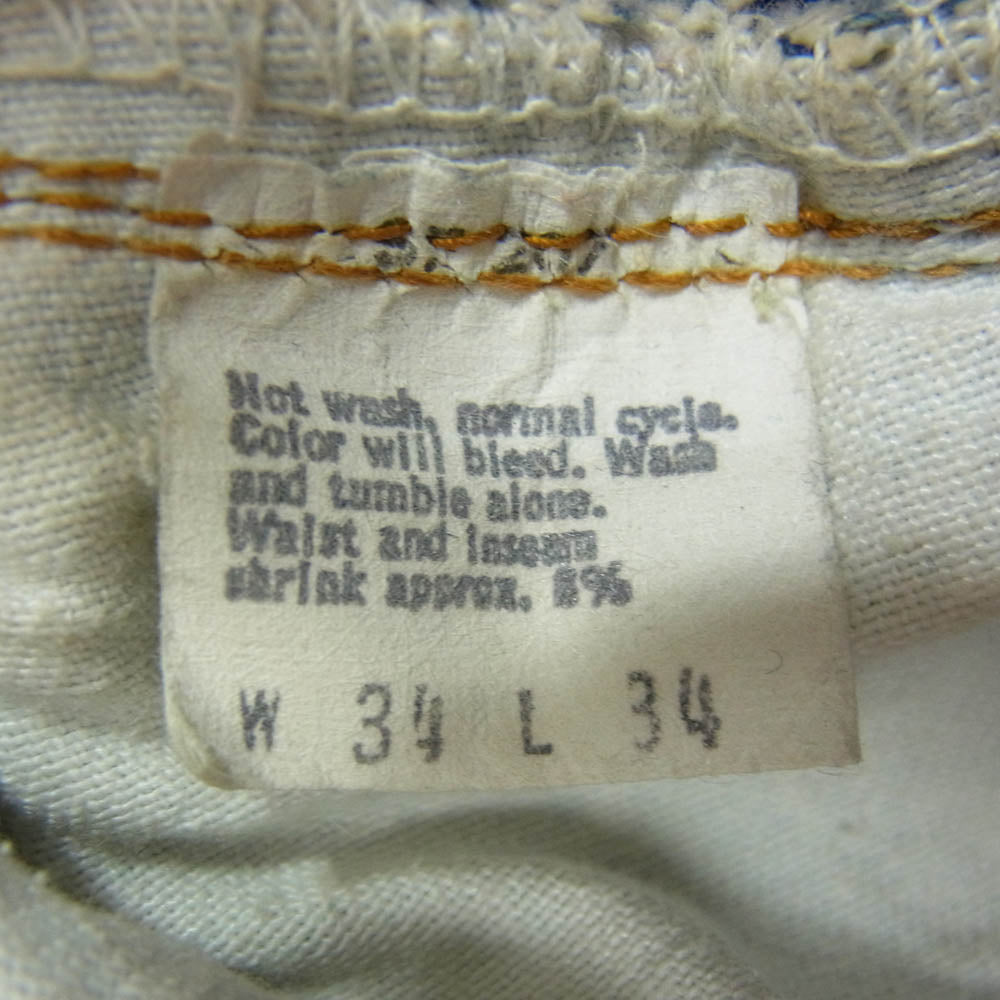 Hot wash, normal cycle.
Color will bleed. Wash
and tumble alone.
Waist and inseam
shrink approx. 8%
W 34 L 34